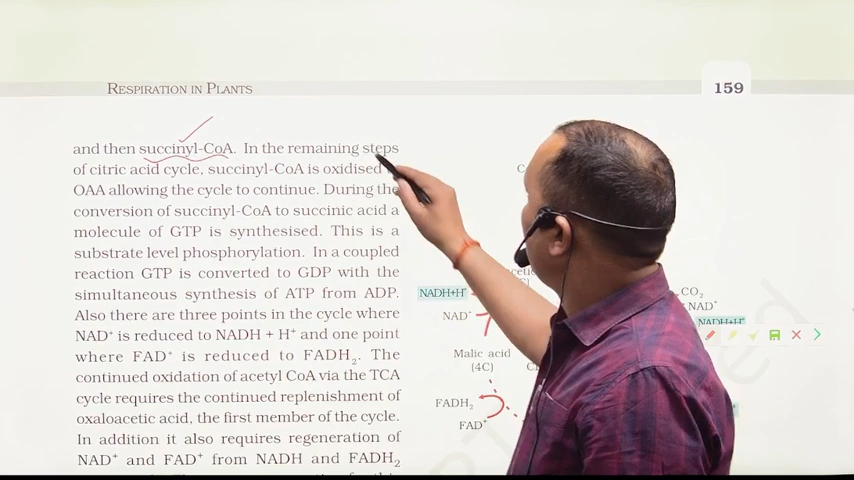 RESPIRATION IN PLANTS
159
and then succinyl-CoA. In the remaining steps
of citric acid cycle, succinyl-CoA is oxidised
OAA allowing the cycle to continue. During the
conversion of succinyl-CoA to succinic acid a
molecule of GTP is synthesised. This is a
substrate level phosphorylation. In a coupled
reaction GTP is converted to GDP with the
simultaneous synthesis of ATP from ADP.
Also there are three points in the cycle where
NAD⁺ is reduced to NADH + H⁺ and one point
where FAD⁺ is reduced to FADH₂. The
continued oxidation of acetyl CoA via the TCA
cycle requires the continued replenishment of
oxaloacetic acid, the first member of the cycle.
In addition it also requires regeneration of
NAD⁺ and FAD⁺ from NADH and FADH₂
NADH+H⁺
NAD⁺
Malic acid
(4C)
FADH₂
FAD⁺
CO₂
NAD⁺
NADH+H⁺